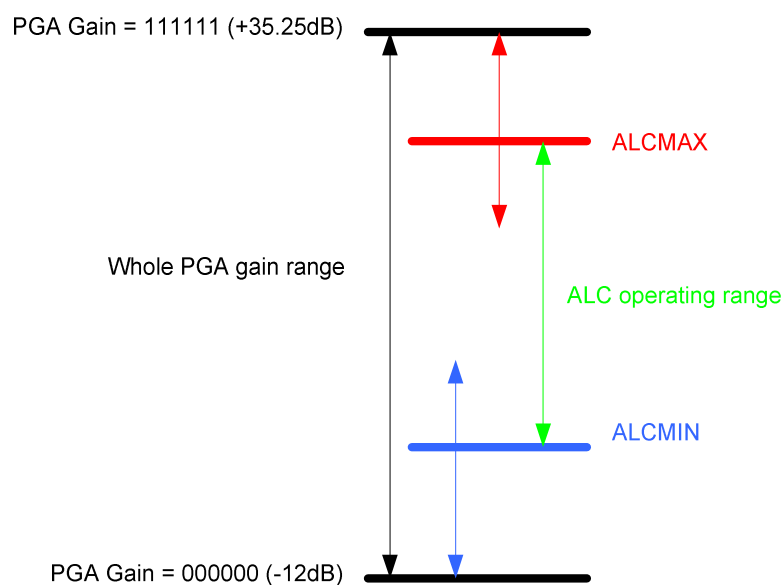 PGA Gain = 111111 (+35.25dB)
ALCMAX
Whole PGA gain range
ALC operating range
ALCMIN
PGA Gain = 000000 (-12dB)